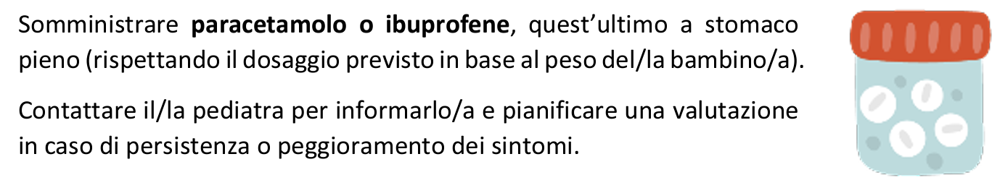 Somministrare paracetamolo o ibuprofene, quest’ultimo a stomaco
pieno (rispettando il dosaggio previsto in base al peso del/la bambino/a).
Contattare il/la pediatra per informarlo/a e pianificare una valutazione
in caso di persistenza o peggioramento dei sintomi.